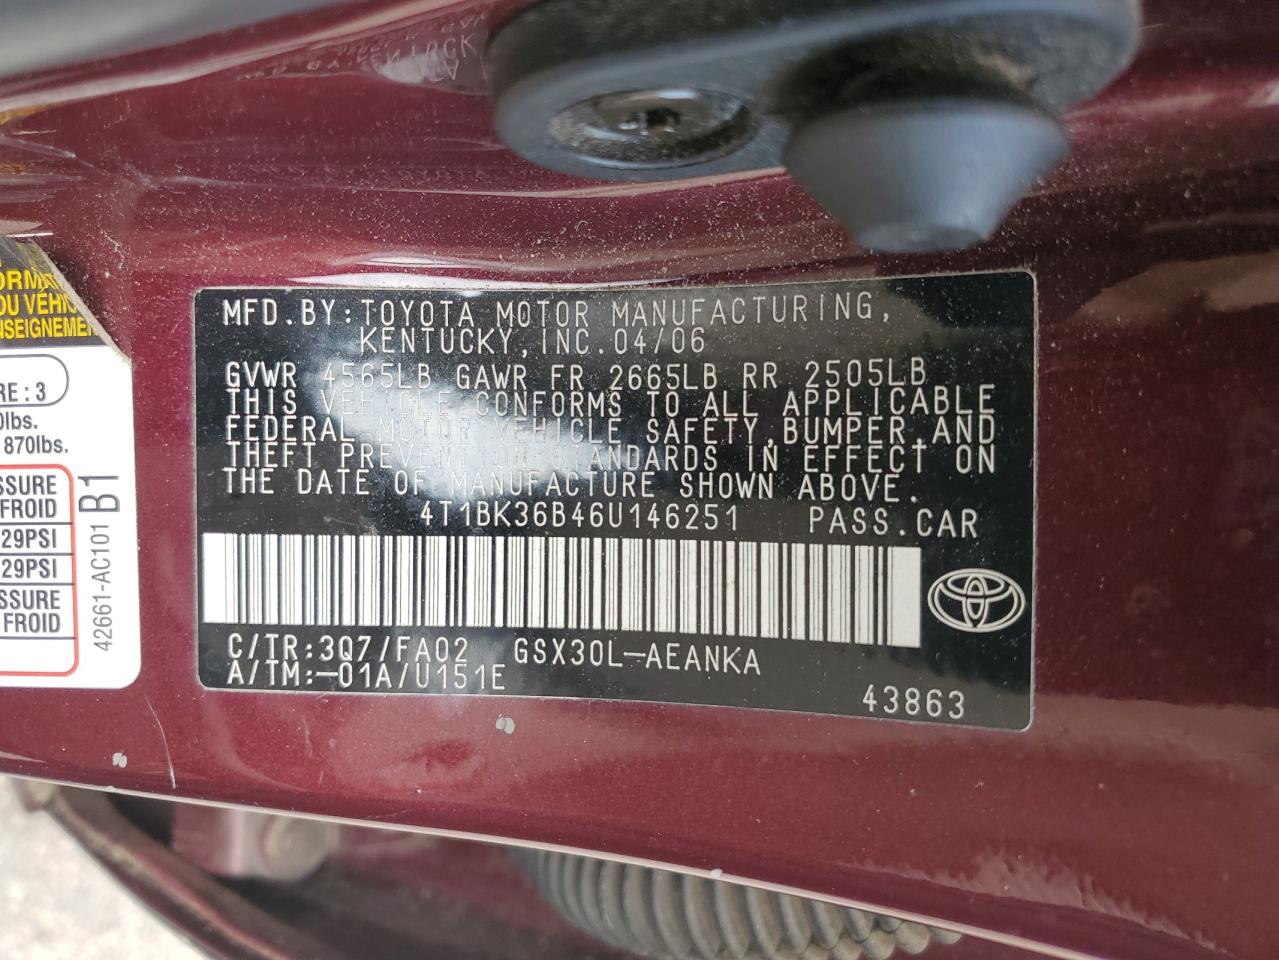 MFD.BY:TOYOTA MOTOR MANUFACTURING,
KENTUCKY,INC.04/06
GVWR 4565LB GAWR FR 2665LB RR 2505LB
THIS VEHICLE CONFORMS TO ALL APPLICABLE
FEDERAL MOTOR VEHICLE SAFETY,BUMPER,AND
THEFT PREVENTION STANDARDS IN EFFECT ON
THE DATE OF MANUFACTURE SHOWN ABOVE.
4T1BK36B46U146251 PASS.CAR
C/TR:3Q7/FA02 GSX30L-AEANKA
A/TM:-01A/U151E
43863
RE : 3
0lbs.
870lbs.
SSURE
FROID
29PSI
29PSI
SSURE
FROID
42661-AC101 B1